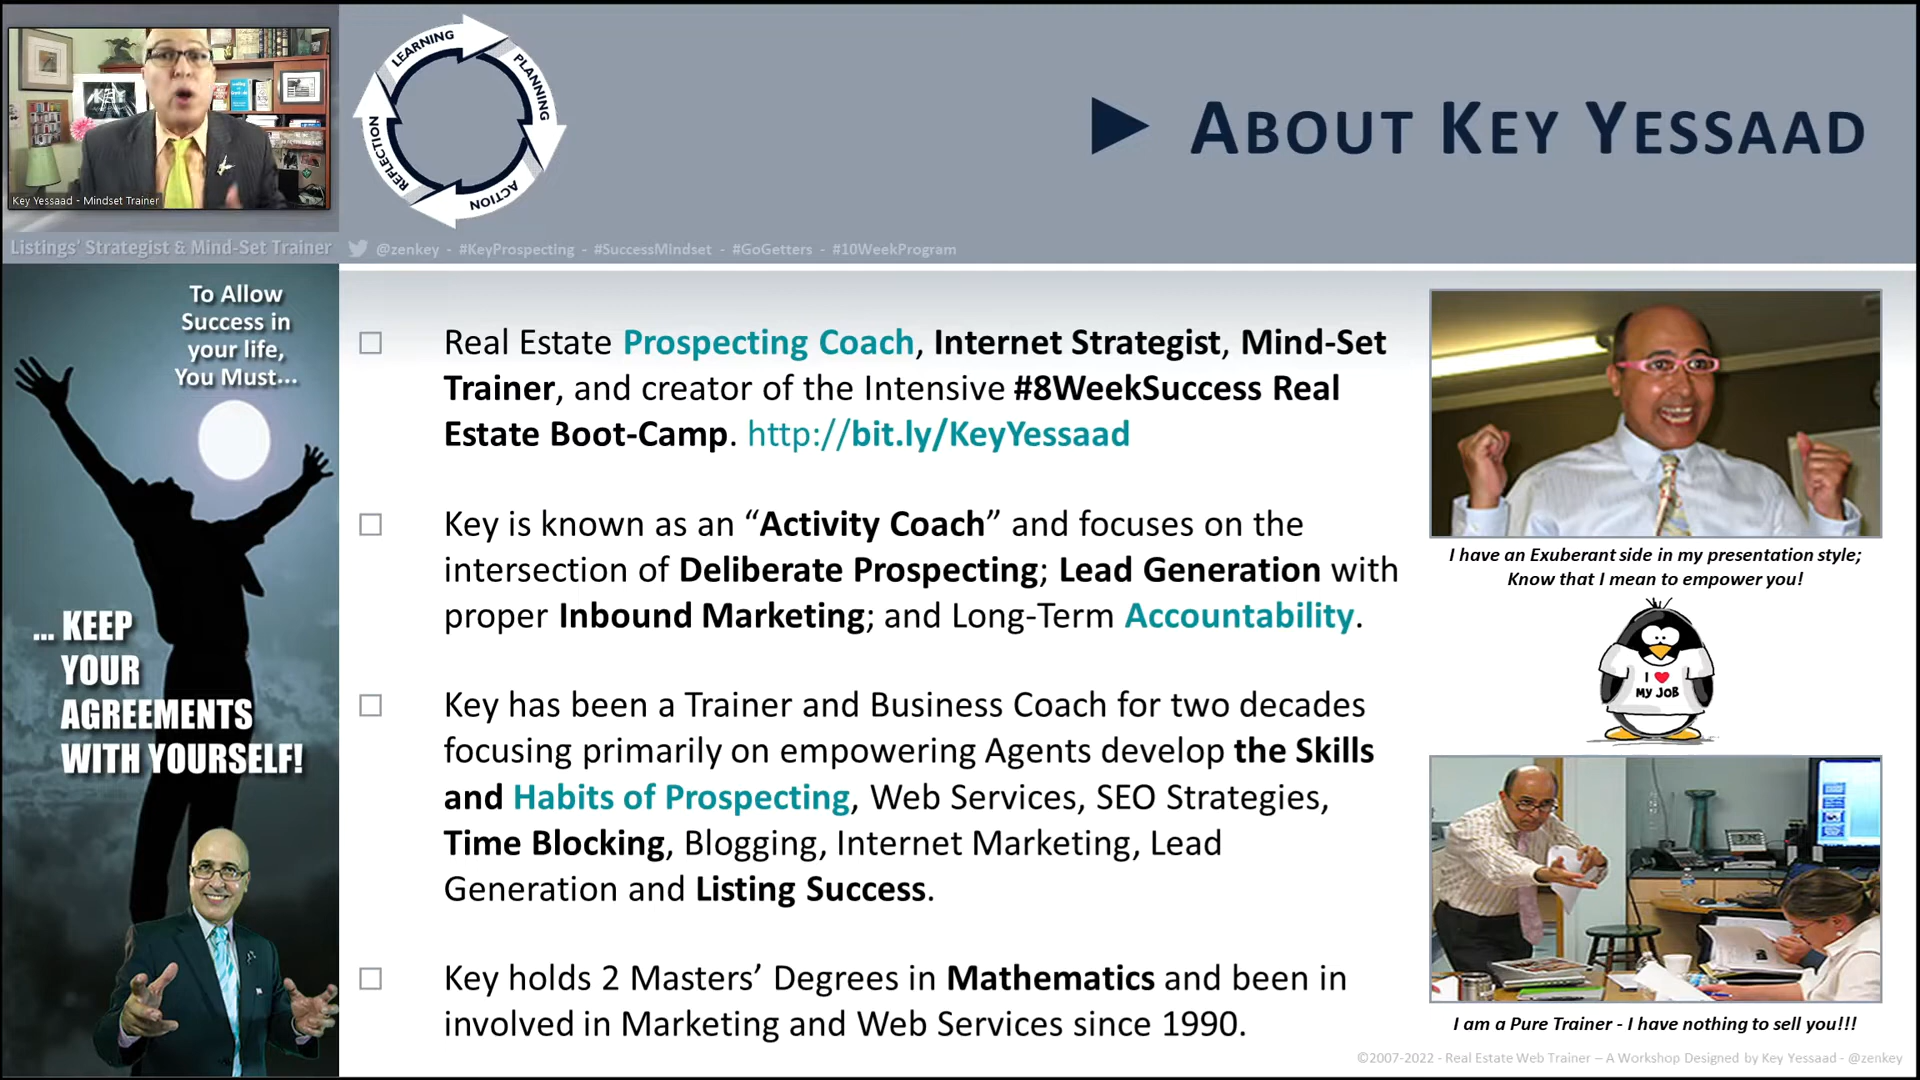 Key Yessaad - Mindset Trainer
Listings' Strategist & Mind-Set Trainer
LEARNING
PLANNING
ACTION
REFLECTION
► ABOUT KEY YESSAAD
@zenkey - #KeyProspecting - #SuccessMindset - #GoGetters - #10WeekProgram
To Allow
Success in
your life,
You Must...
... KEEP
YOUR
AGREEMENTS
WITH YOURSELF!
Real Estate Prospecting Coach, Internet Strategist, Mind-Set
Trainer, and creator of the Intensive #8WeekSuccess Real
Estate Boot-Camp. http://bit.ly/KeyYessaad
Key is known as an “Activity Coach” and focuses on the
intersection of Deliberate Prospecting; Lead Generation with
proper Inbound Marketing; and Long-Term Accountability.
Key has been a Trainer and Business Coach for two decades
focusing primarily on empowering Agents develop the Skills
and Habits of Prospecting, Web Services, SEO Strategies,
Time Blocking, Blogging, Internet Marketing, Lead
Generation and Listing Success.
Key holds 2 Masters’ Degrees in Mathematics and been in
involved in Marketing and Web Services since 1990.
I have an Exuberant side in my presentation style;
Know that I mean to empower you!
I ♥
MY JOB
I am a Pure Trainer - I have nothing to sell you!!!
©2007-2022 - Real Estate Web Trainer – A Workshop Designed by Key Yessaad - @zenkey